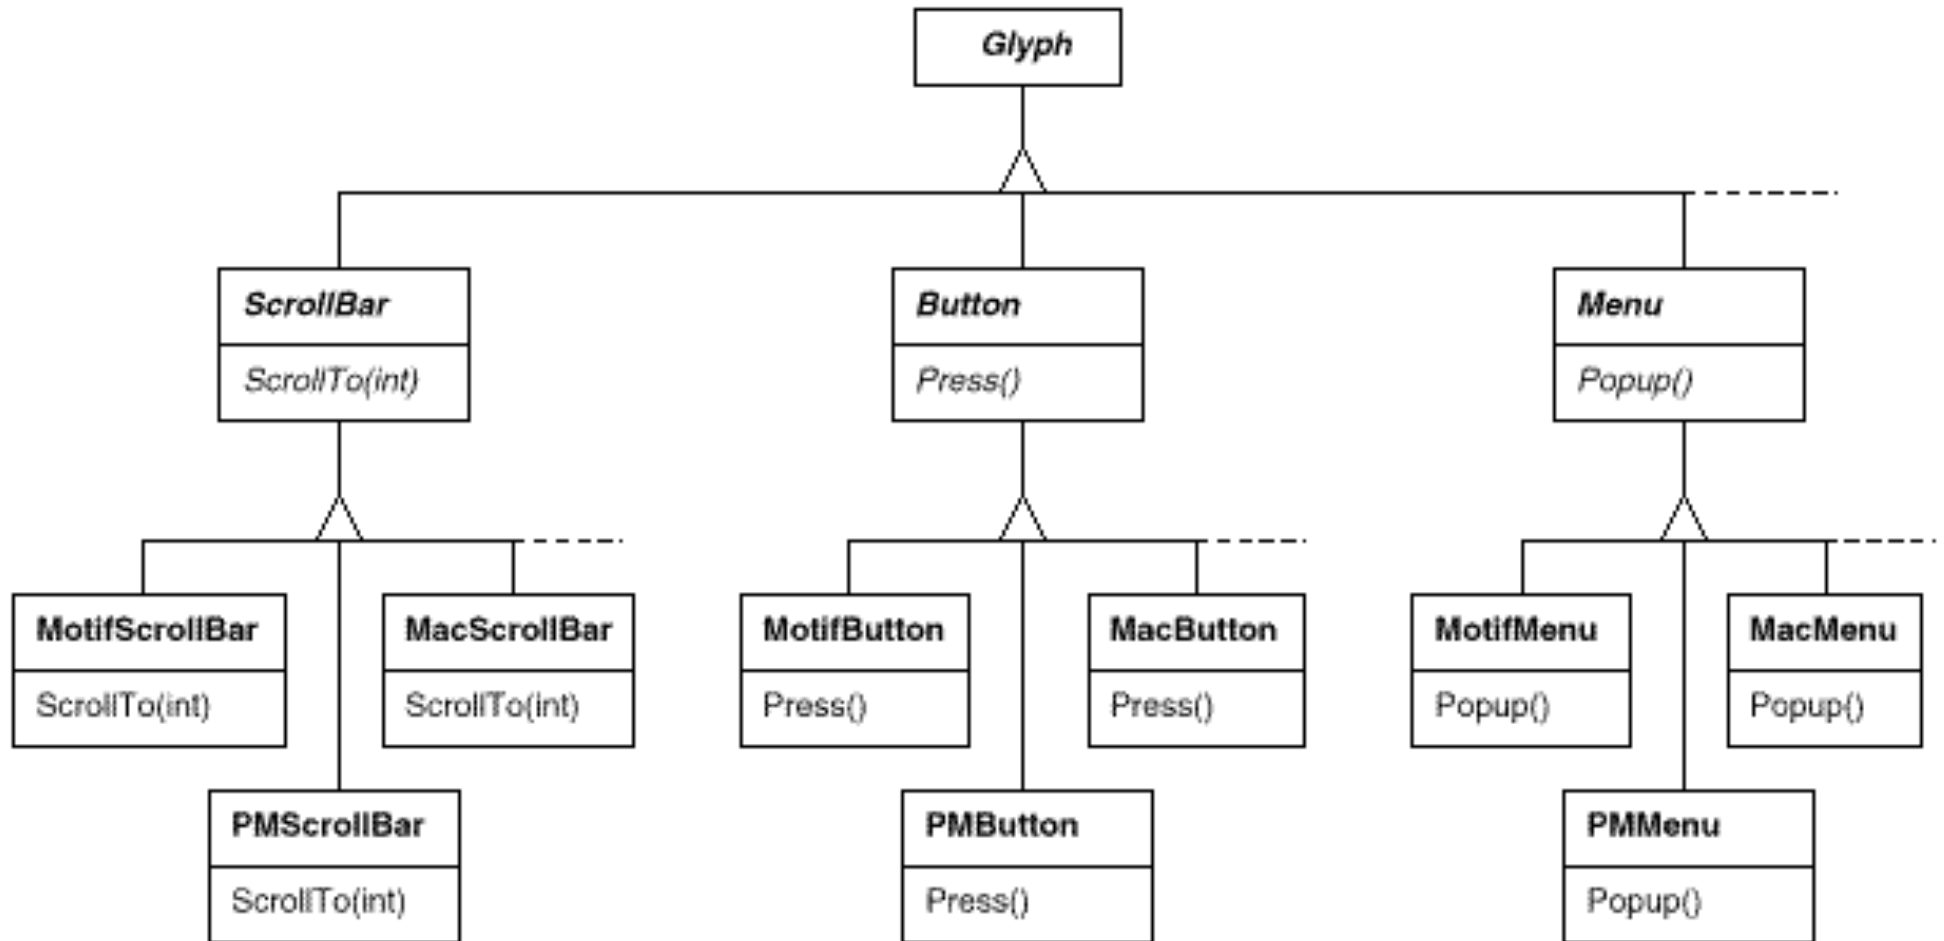 Glyph
ScrollBar
ScrollTo(int)
Button
Press()
Menu
Popup()
MotifScrollBar
ScrollTo(int)
MacScrollBar
ScrollTo(int)
PMScrollBar
ScrollTo(int)
MotifButton
Press()
MacButton
Press()
PMButton
Press()
MotifMenu
Popup()
MacMenu
Popup()
PMMenu
Popup()